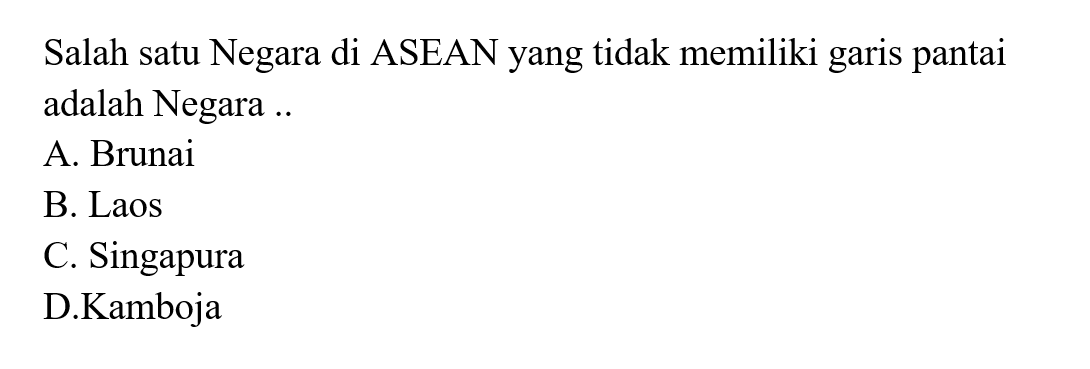 Salah satu Negara di ASEAN yang tidak memiliki garis pantai
adalah Negara ..
A. Brunai
B. Laos
C. Singapura
D.Kamboja